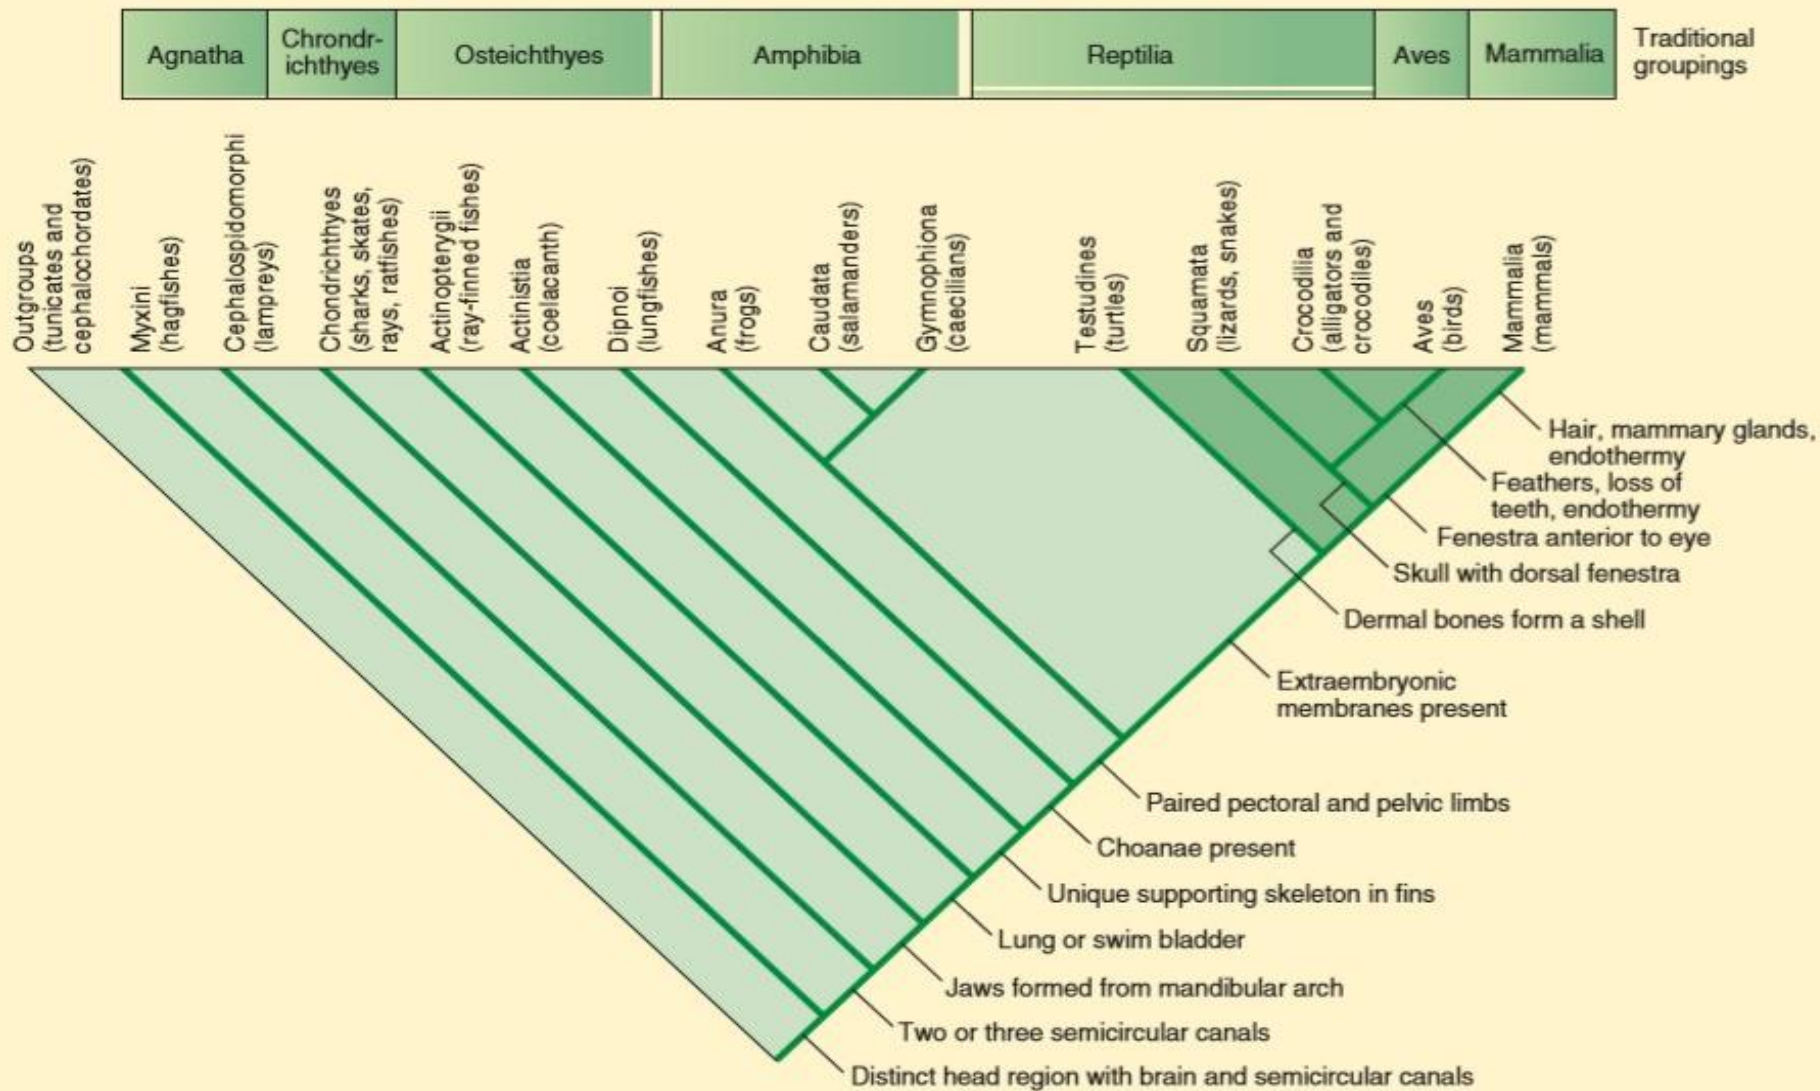 Agnatha
Chrondr-
ichthyes
Osteichthyes
Amphibia
Reptilia
Aves
Mammalia
Traditional
groupings
Outgroups
(tunicates and
cephalochordates)
Myxini
(hagfishes)
Cephalospidomorphi
(lampreys)
Chondrichthyes
(sharks, skates,
rays, ratfishes)
Actinopterygii
(ray-finned fishes)
Actinistia
(coelacanth)
Dipnoi
(lungfishes)
Anura
(frogs)
Caudata
(salamanders)
Gymnophiona
(caecilians)
Testudines
(turtles)
Squamata
(lizards, snakes)
Crocodilia
(alligators and
crocodiles)
Aves
(birds)
Mammalia
(mammals)
Hair, mammary glands,
endothermy
Feathers, loss of
teeth, endothermy
Fenestra anterior to eye
Skull with dorsal fenestra
Dermal bones form a shell
Extraembryonic
membranes present
Paired pectoral and pelvic limbs
Choanae present
Unique supporting skeleton in fins
Lung or swim bladder
Jaws formed from mandibular arch
Two or three semicircular canals
Distinct head region with brain and semicircular canals